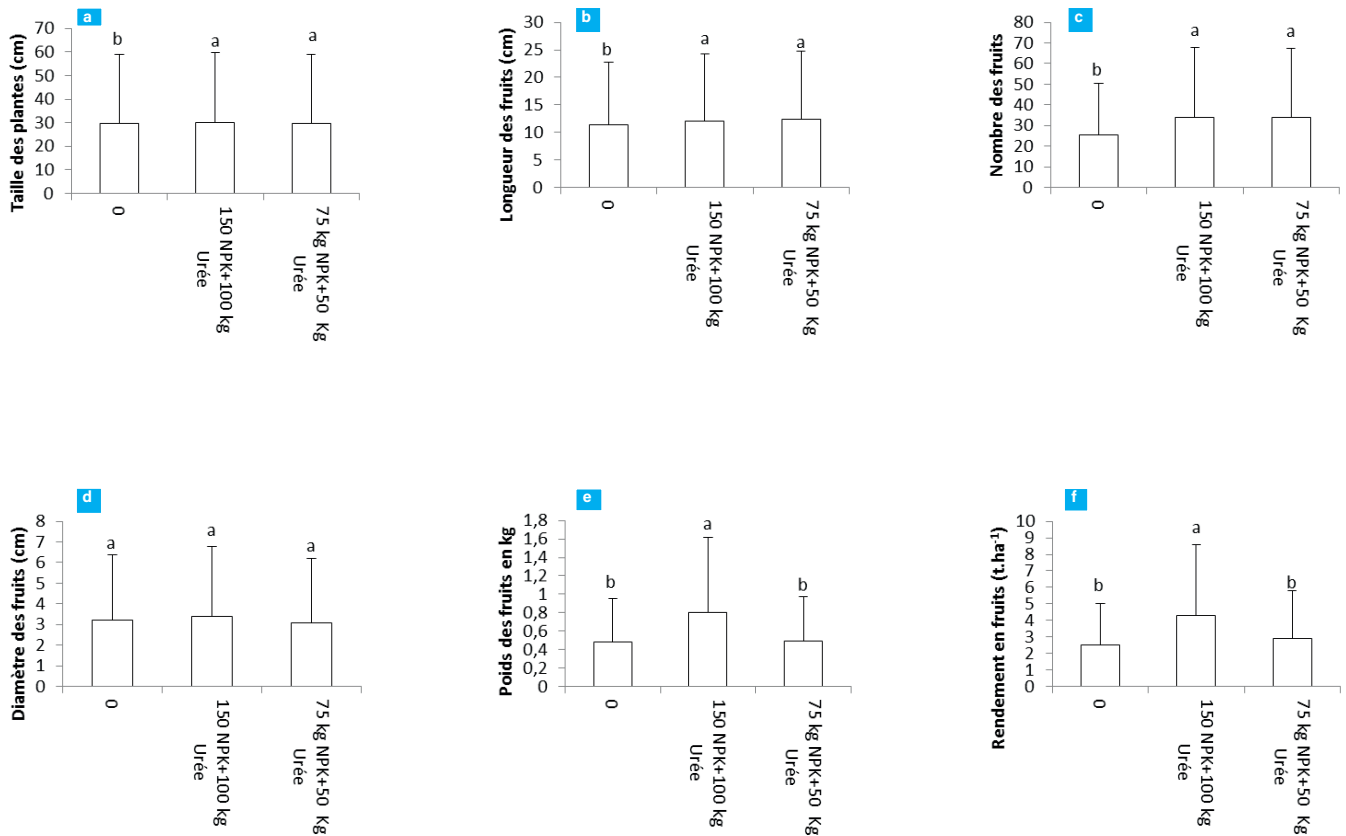 a
Taille des plantes (cm)
70
60
50
40
30
20
10
0
b
a
a
0
150 NPK+100 kg
Urée
75 kg NPK+50 Kg
Urée
b
Longueur des fruits (cm)
30
25
20
15
10
5
0
b
a
a
0
150 NPK+100 kg
Urée
75 kg NPK+50 Kg
Urée
c
Nombre des fruits
80
70
60
50
40
30
20
10
0
b
a
a
0
150 NPK+100 kg
Urée
75 kg NPK+50 Kg
Urée
d
Diamètre des fruits (cm)
8
7
6
5
4
3
2
1
0
a
a
a
0
150 NPK+100 kg
Urée
75 kg NPK+50 Kg
Urée
e
Poids des fruits en kg
1,8
1,6
1,4
1,2
1
0,8
0,6
0,4
0,2
0
b
a
b
0
150 NPK+100 kg
Urée
75 kg NPK+50 Kg
Urée
f
Rendement en fruits (t.ha⁻¹)
10
9
8
7
6
5
4
3
2
1
0
b
a
b
0
150 NPK+100 kg
Urée
75 kg NPK+50 Kg
Urée